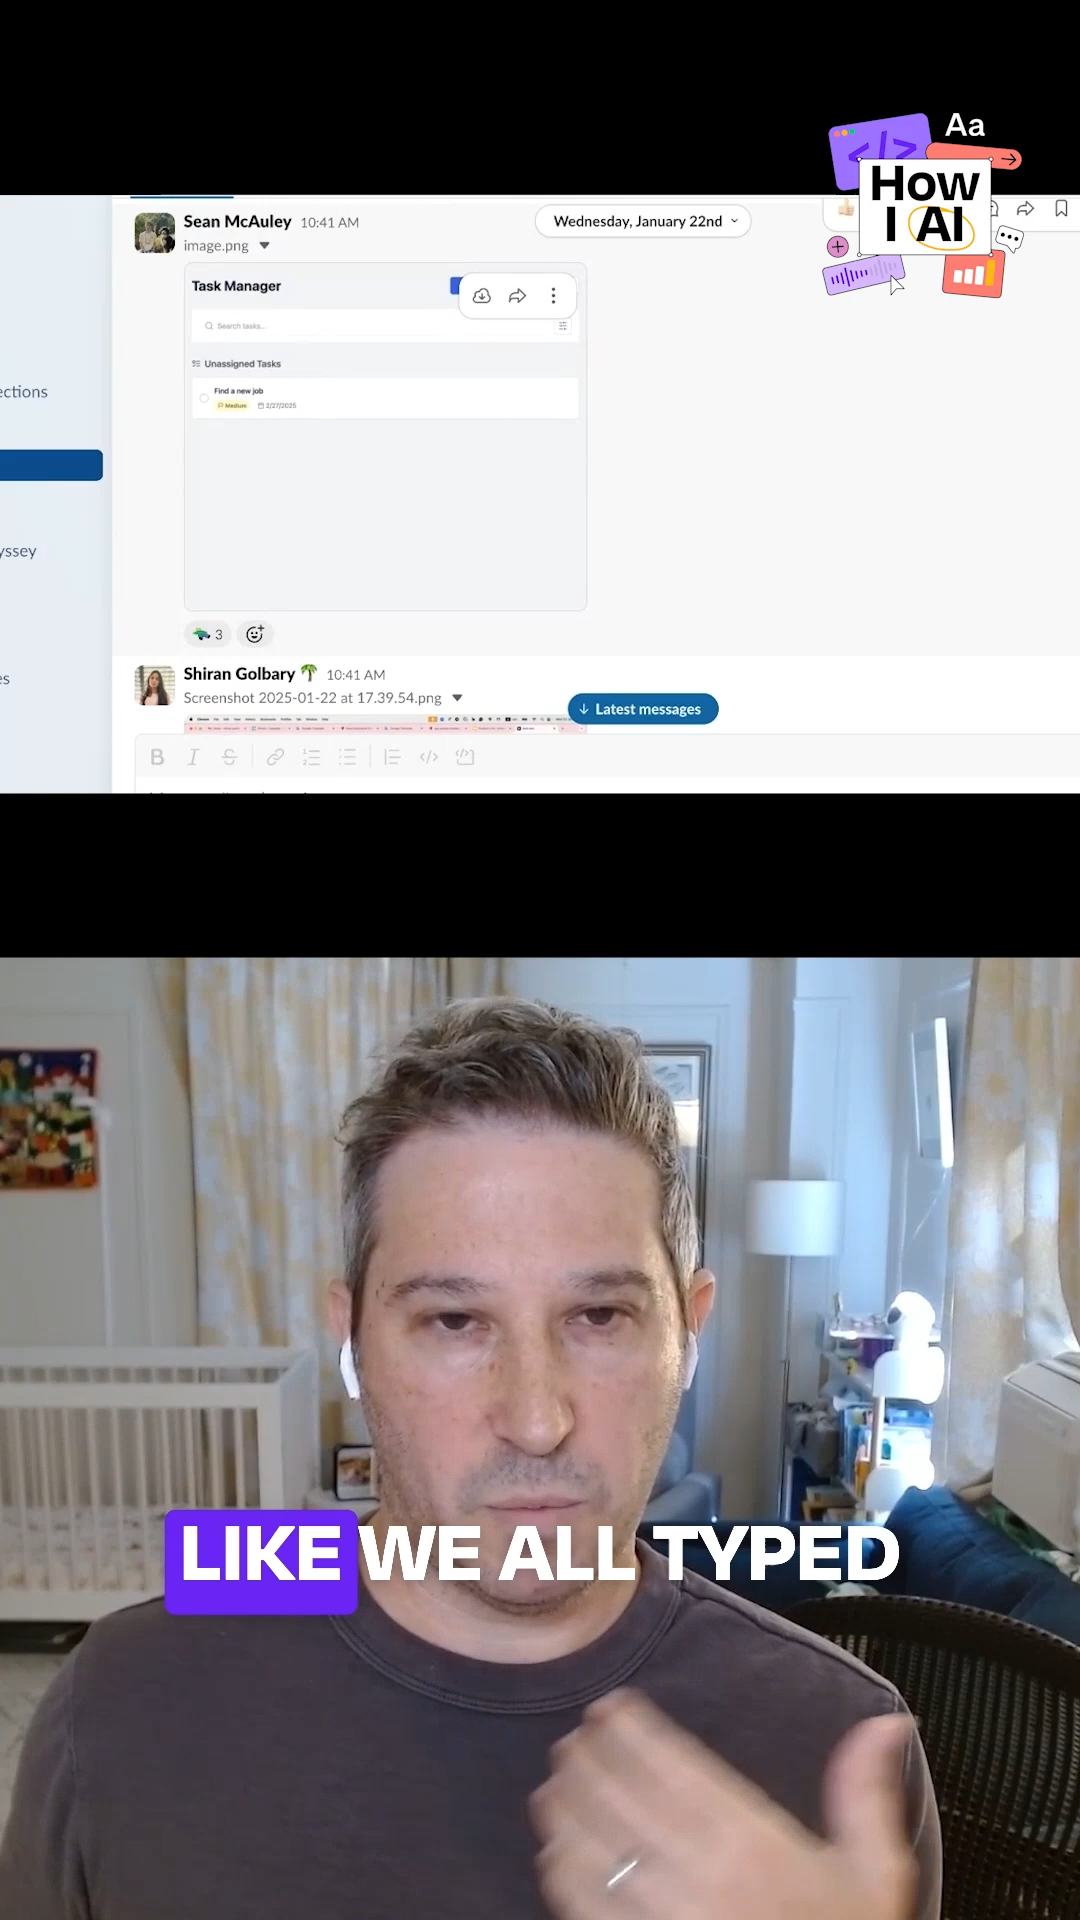 Aa
</>
How
I AI
Sean McAuley 10:41 AM
Wednesday, January 22nd
image.png
Task Manager
Search tasks...
Unassigned Tasks
Find a new job
Medium 2/27/2025
ections
yssey
3
es
Shiran Golbary 10:41 AM
Screenshot 2025-01-22 at 17.39.54.png
Latest messages
B I S </>
LIKE WE ALL TYPED